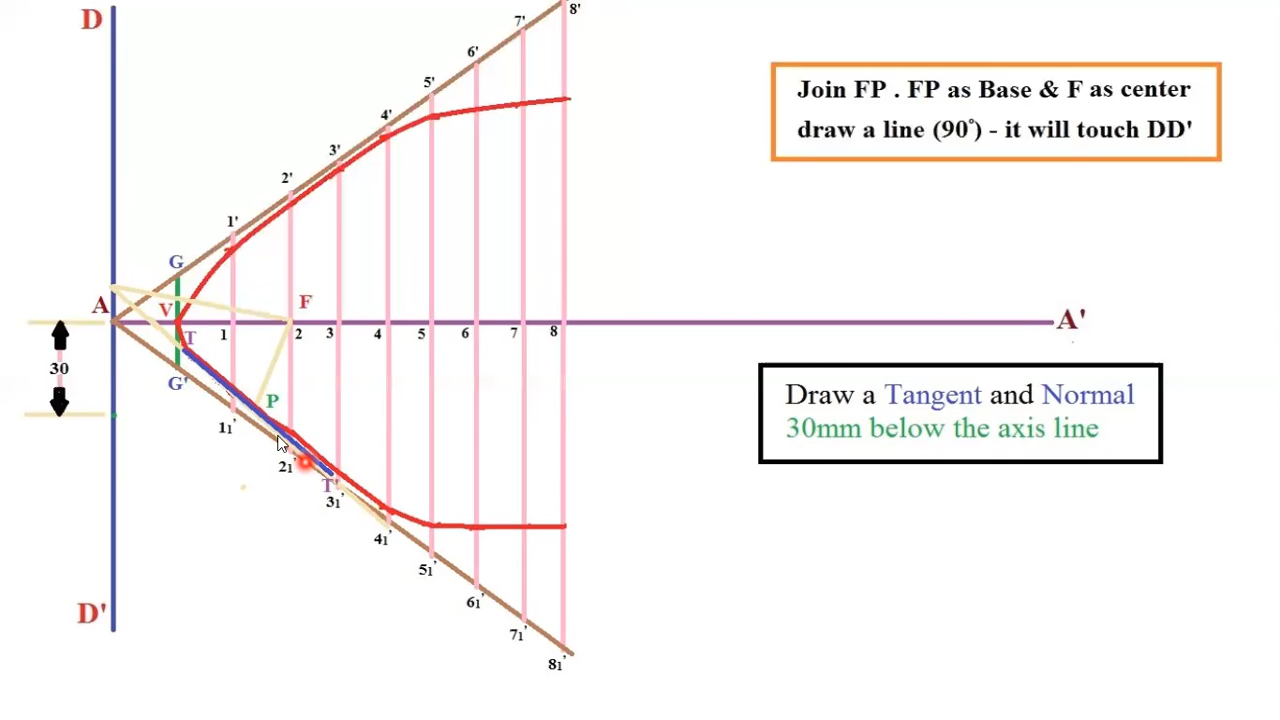 D
8'
7'
6'
5'
4'
3'
2'
1'
Join FP . FP as Base & F as center
draw a line (90°) - it will touch DD'
G
A
V
F
T
1
2
3
4
5
6
7
8
A'
30
G'
P
11'
21'
T'
31'
41'
51'
61'
71'
81'
Draw a Tangent and Normal
30mm below the axis line
D'